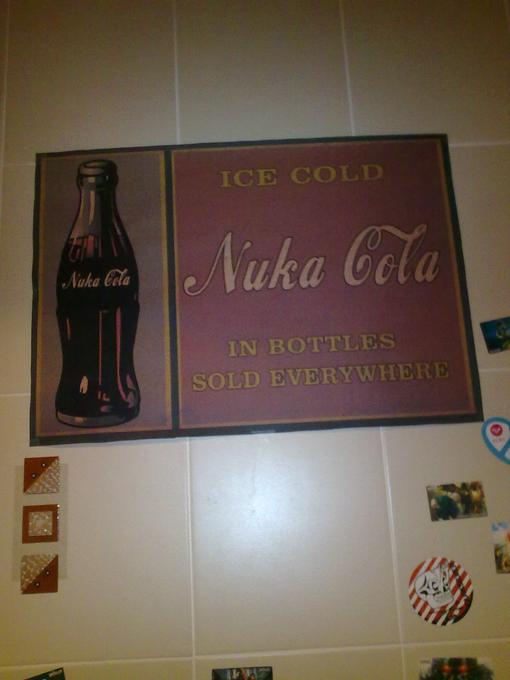 ICE COLD
Nuka Cola
Nuka Cola
IN BOTTLES
SOLD EVERYWHERE